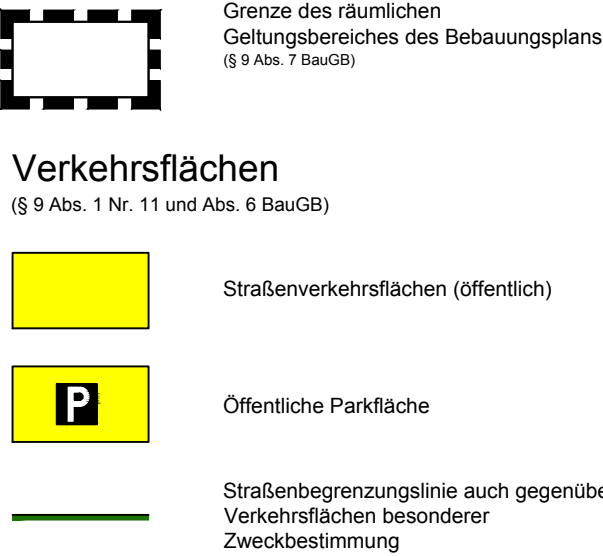 Grenze des räumlichen
Geltungsbereiches des Bebauungsplans
(§ 9 Abs. 7 BauGB)
Verkehrsflächen
(§ 9 Abs. 1 Nr. 11 und Abs. 6 BauGB)
Straßenverkehrsflächen (öffentlich)
P
Öffentliche Parkfläche
Straßenbegrenzungslinie auch gegenübe
Verkehrsflächen besonderer
Zweckbestimmung